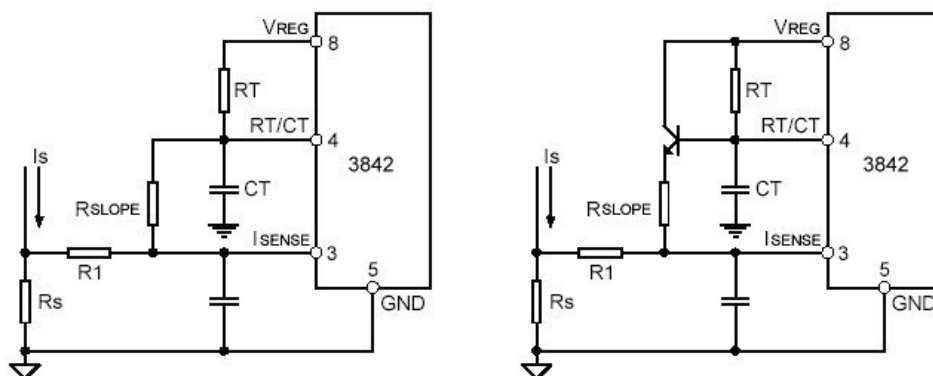 VREG
8
RT
RT/CT
4
3842
Is
CT
RSLOPE
ISENSE
3
R1
5
Rs
GND
VREG
8
RT
RT/CT
4
3842
Is
CT
RSLOPE
ISENSE
3
R1
5
Rs
GND